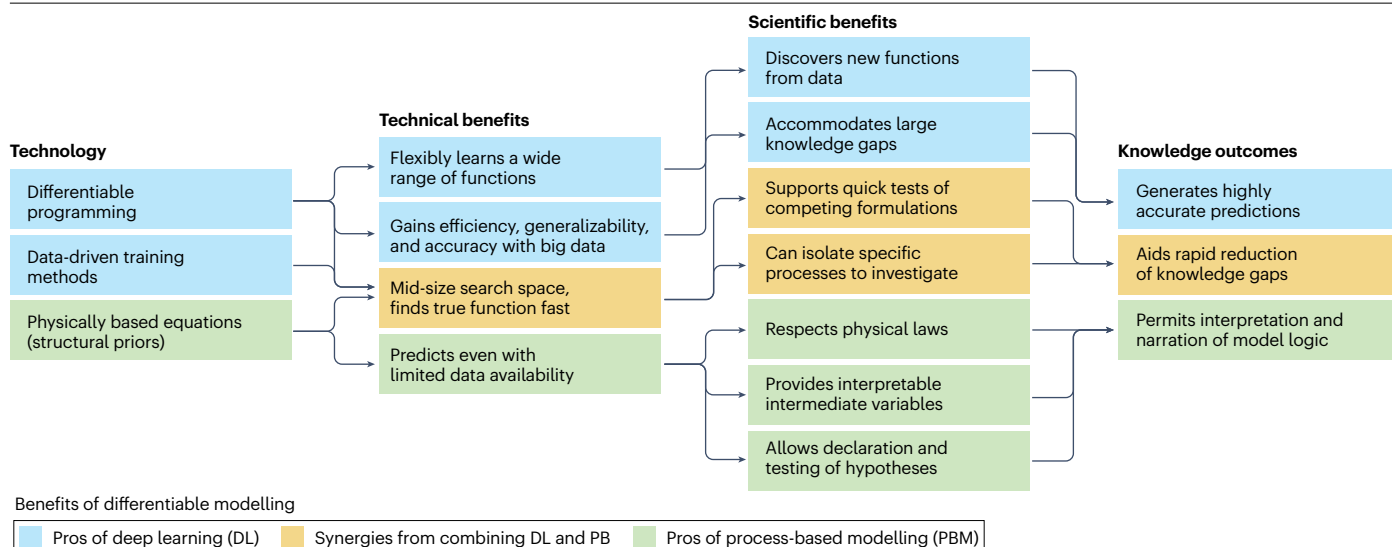 Technology
Differentiable
programming
Data-driven training
methods
Physically based equations
(structural priors)
Technical benefits
Flexibly learns a wide
range of functions
Gains efficiency, generalizability,
and accuracy with big data
Mid-size search space,
finds true function fast
Predicts even with
limited data availability
Scientific benefits
Discovers new functions
from data
Accommodates large
knowledge gaps
Supports quick tests of
competing formulations
Can isolate specific
processes to investigate
Respects physical laws
Provides interpretable
intermediate variables
Allows declaration and
testing of hypotheses
Knowledge outcomes
Generates highly
accurate predictions
Aids rapid reduction
of knowledge gaps
Permits interpretation and
narration of model logic
Benefits of differentiable modelling
Pros of deep learning (DL)
Synergies from combining DL and PB
Pros of process-based modelling (PBM)